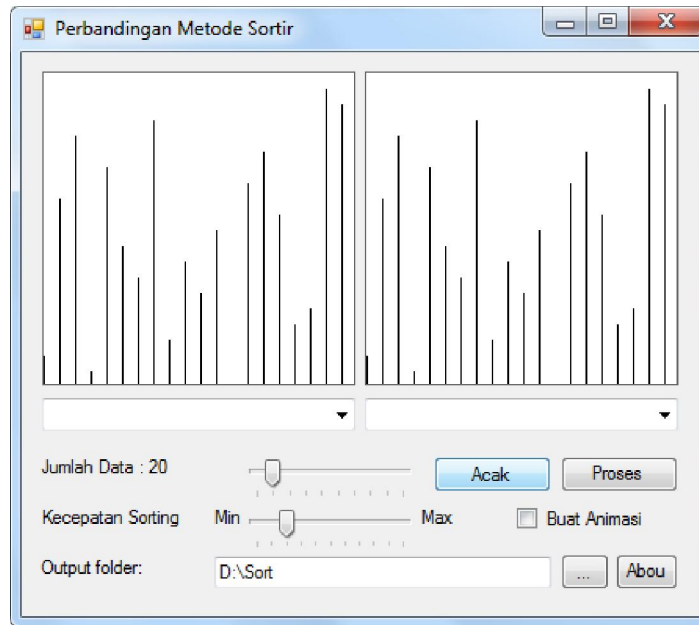 Perbandingan Metode Sortir
Jumlah Data : 20
Acak
Proses
Kecepatan Sorting
Min
Max
Buat Animasi
Output folder:
D:\Sort
...
Abou